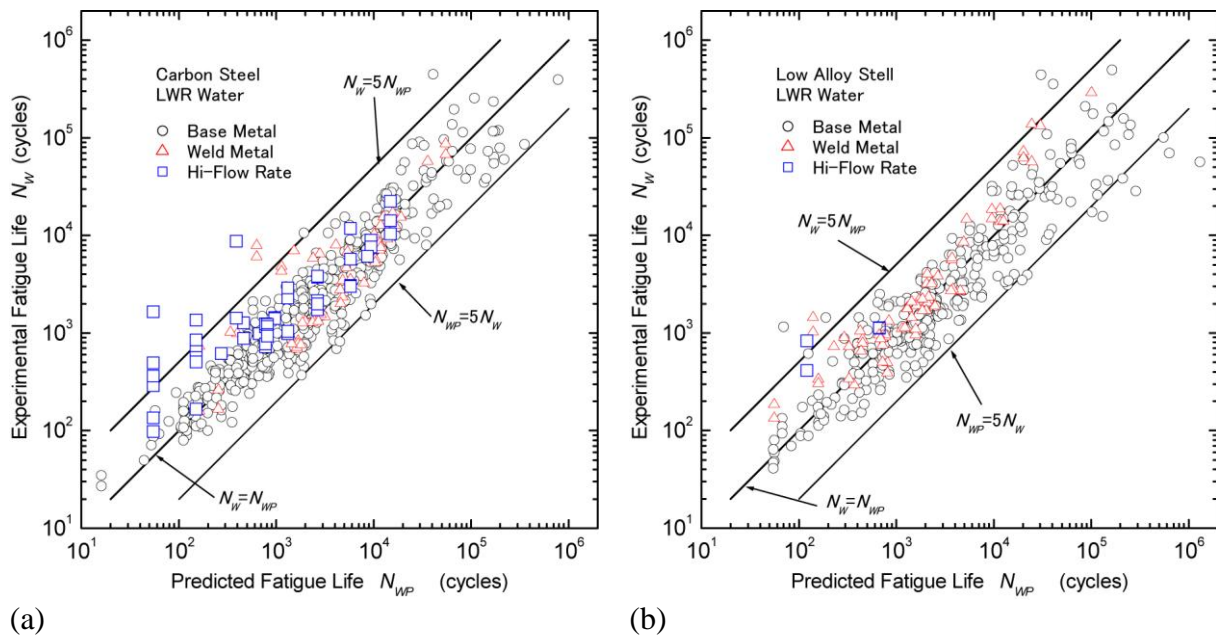 10^6
10^5
10^4
10^3
10^2
10^1
Experimental Fatigue Life N_W (cycles)
Carbon Steel
LWR Water
Base Metal
Weld Metal
Hi-Flow Rate
N_W=5N_WP
N_WP=5N_W
N_W=N_WP
10^1 10^2 10^3 10^4 10^5 10^6
Predicted Fatigue Life N_WP (cycles)
(a)
10^6
10^5
10^4
10^3
10^2
10^1
Experimental Fatigue Life N_W (cycles)
Low Alloy Stell
LWR Water
Base Metal
Weld Metal
Hi-Flow Rate
N_W=5N_WP
N_WP=5N_W
N_W=N_WP
10^1 10^2 10^3 10^4 10^5 10^6
Predicted Fatigue Life N_WP (cycles)
(b)